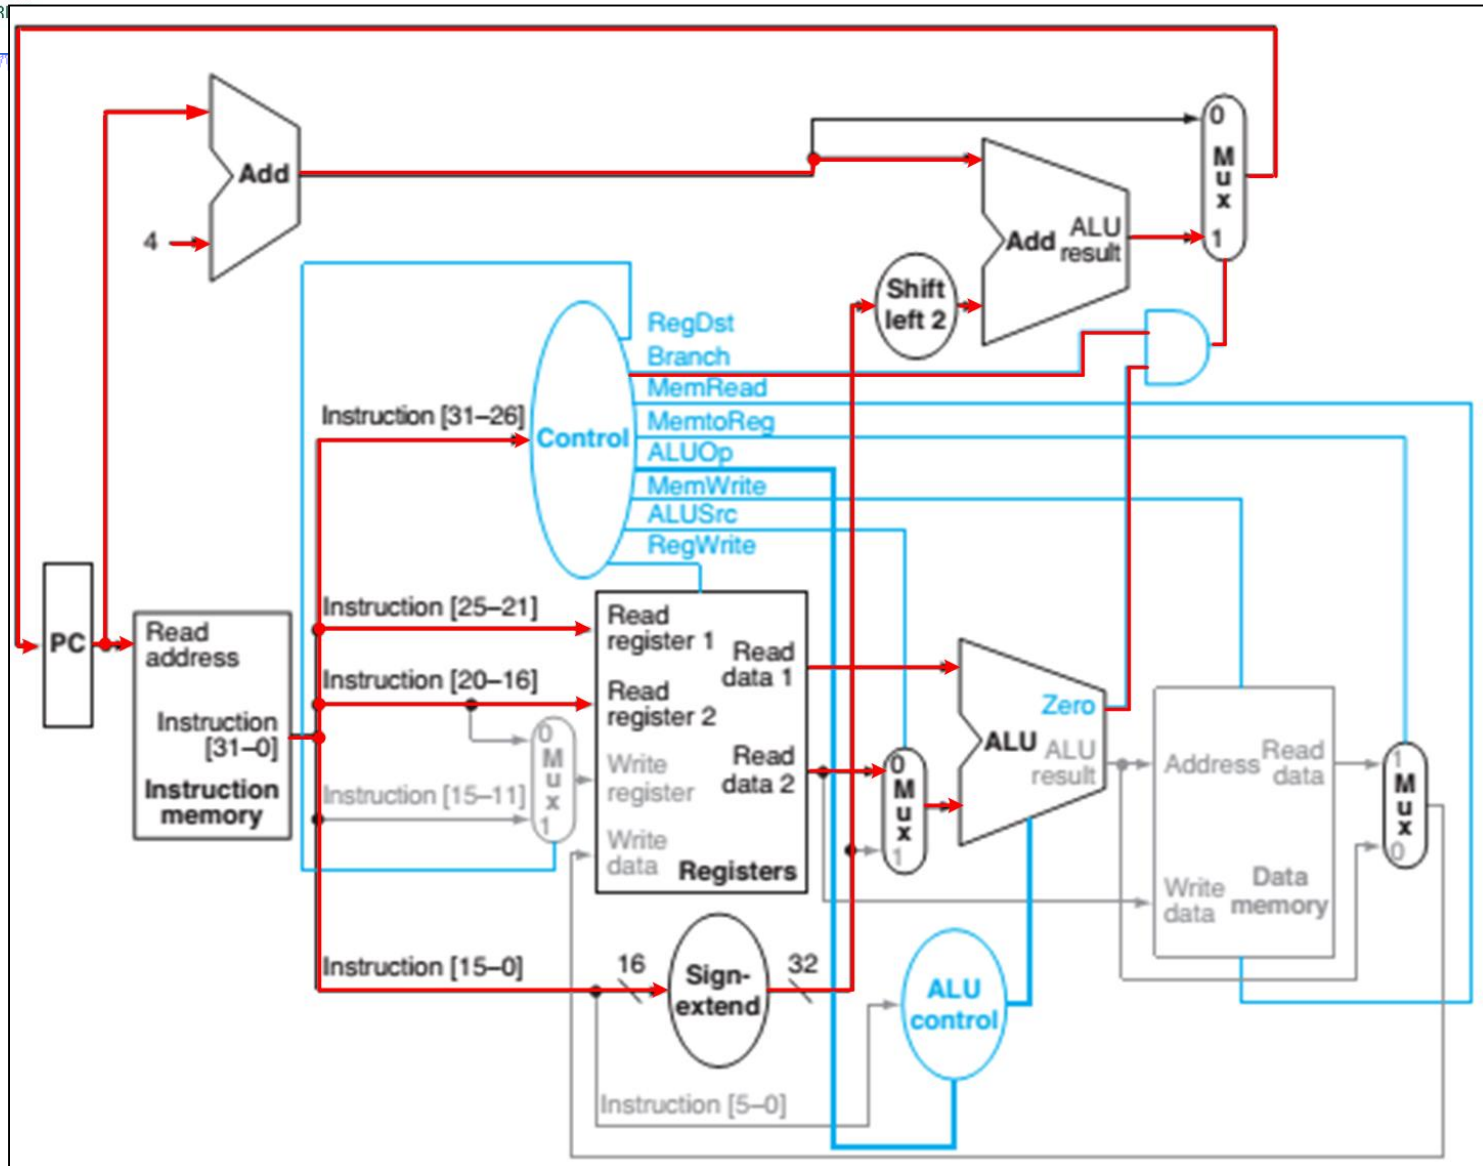 0
M
u
x
1
Add
4
Add
ALU
result
Shift
left 2
RegDst
Branch
MemRead
MemtoReg
ALUOp
MemWrite
ALUSrc
RegWrite
Control
Instruction [31–26]
Instruction [25–21]
Instruction [20–16]
Instruction [15–11]
Instruction [15–0]
PC
Read
address
Instruction
[31–0]
Instruction
memory
0
M
u
x
1
Read
register 1
Read
register 2
Write
register
Write
data
Read
data 1
Read
data 2
Registers
0
M
u
x
1
Zero
ALU
ALU
result
Address
Read
data
Write
data
Data
memory
1
M
u
x
0
16
Sign-
extend
32
ALU
control
Instruction [5–0]